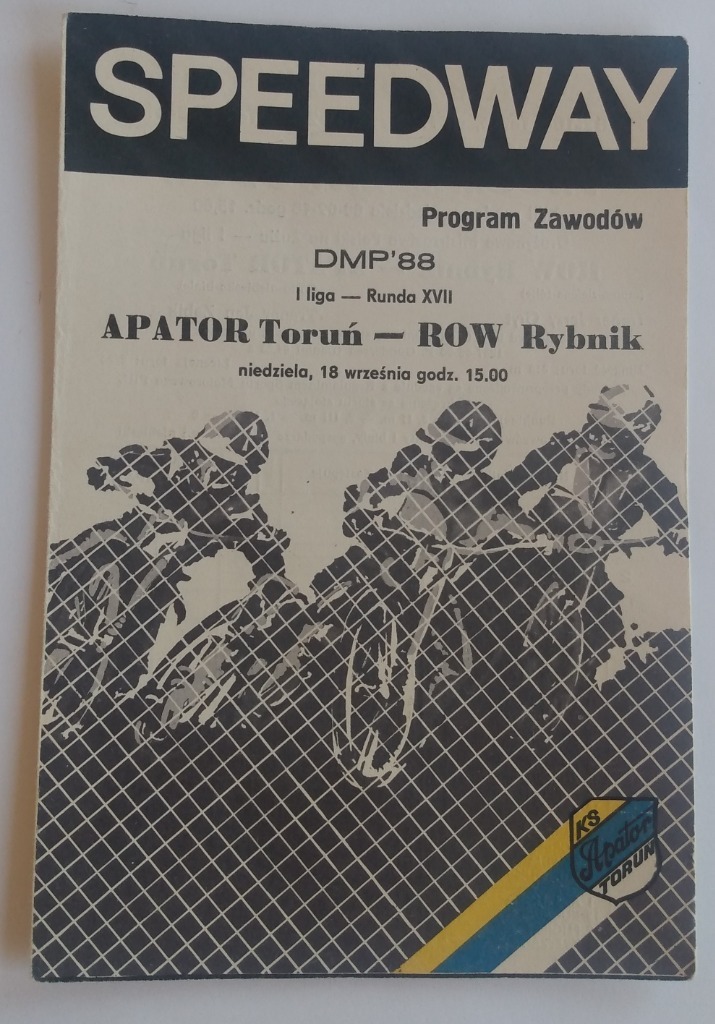 SPEEDWAY
Program Zawodów
DMP'88
I liga — Runda XVII
APATOR Toruń — ROW Rybnik
niedziela, 18 września godz. 15.00
KS
Apator
TORUŃ